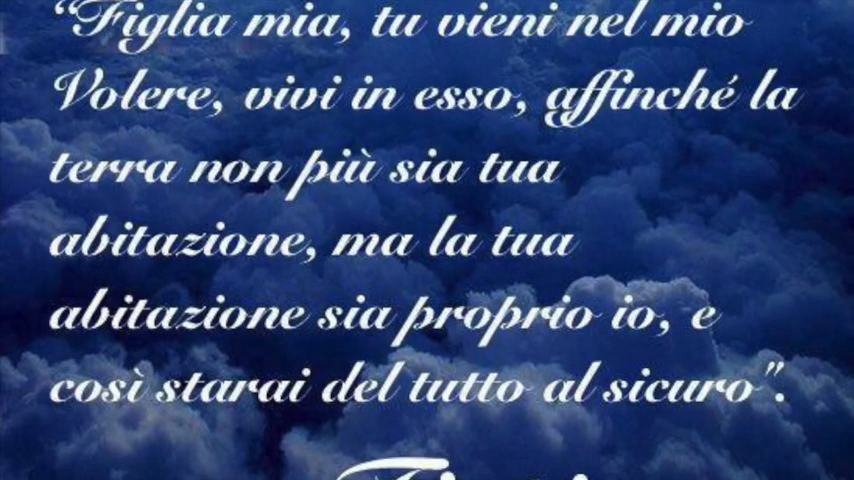 “Figlia mia, tu vieni nel mio
Volere, vivi in esso, affinché la
terra non più sia tua
abitazione, ma la tua
abitazione sia proprio io, e
così starai del tutto al sicuro".